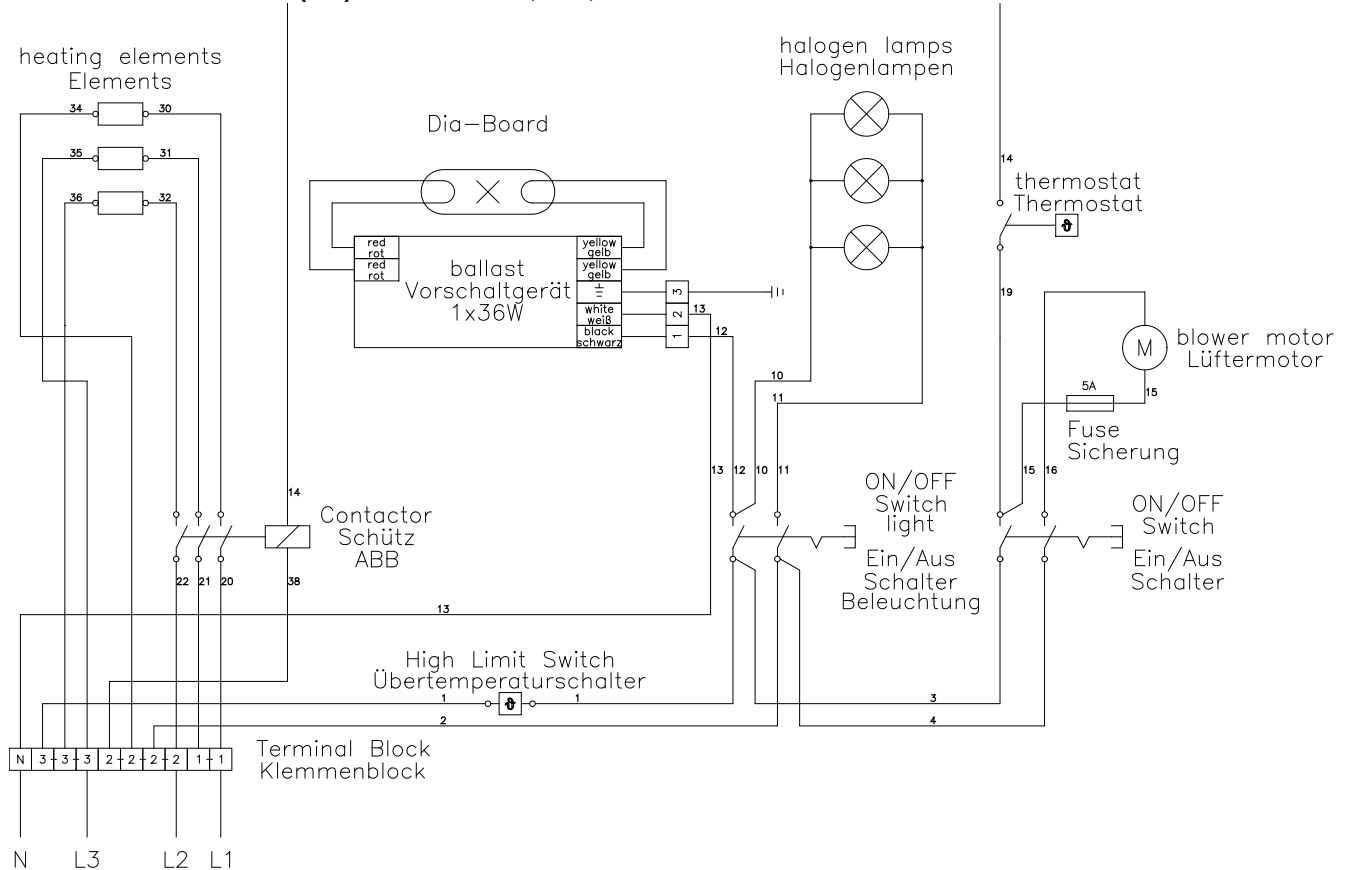 heating elements
Elements
34
30
35
31
36
32
Dia-Board
red
rot
red
rot
yellow
gelb
yellow
gelb
white
weiß
black
schwarz
ballast
Vorschaltgerät
1x36W
3
2
1
13
12
halogen lamps
Halogenlampen
10
11
14
thermostat
Thermostat
ϑ
19
M
blower motor
Lüftermotor
5A
15
Fuse
Sicherung
13
12
10
11
15
16
ON/OFF
Switch
light
Ein/Aus
Schalter
Beleuchtung
ON/OFF
Switch
Ein/Aus
Schalter
14
Contactor
Schütz
ABB
22
21
20
38
13
High Limit Switch
Übertemperaturschalter
1
ϑ
1
2
3
4
N 3 3 3 2 2 2 2 1 1
Terminal Block
Klemmenblock
N L3 L2 L1